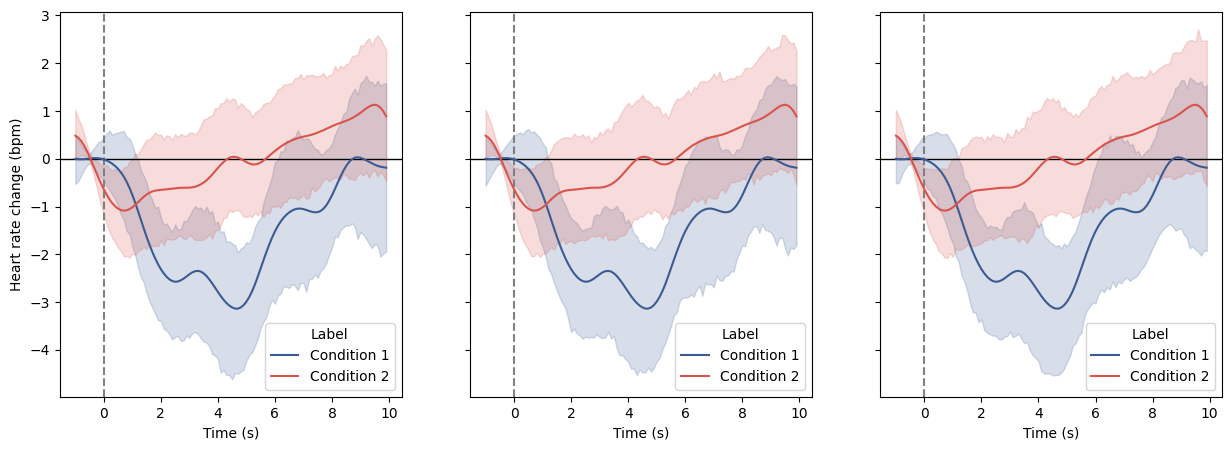 Heart rate change (bpm)
3
2
1
0
−1
−2
−3
−4
0 2 4 6 8 10
Time (s)
Label
Condition 1
Condition 2
0 2 4 6 8 10
Time (s)
Label
Condition 1
Condition 2
0 2 4 6 8 10
Time (s)
Label
Condition 1
Condition 2